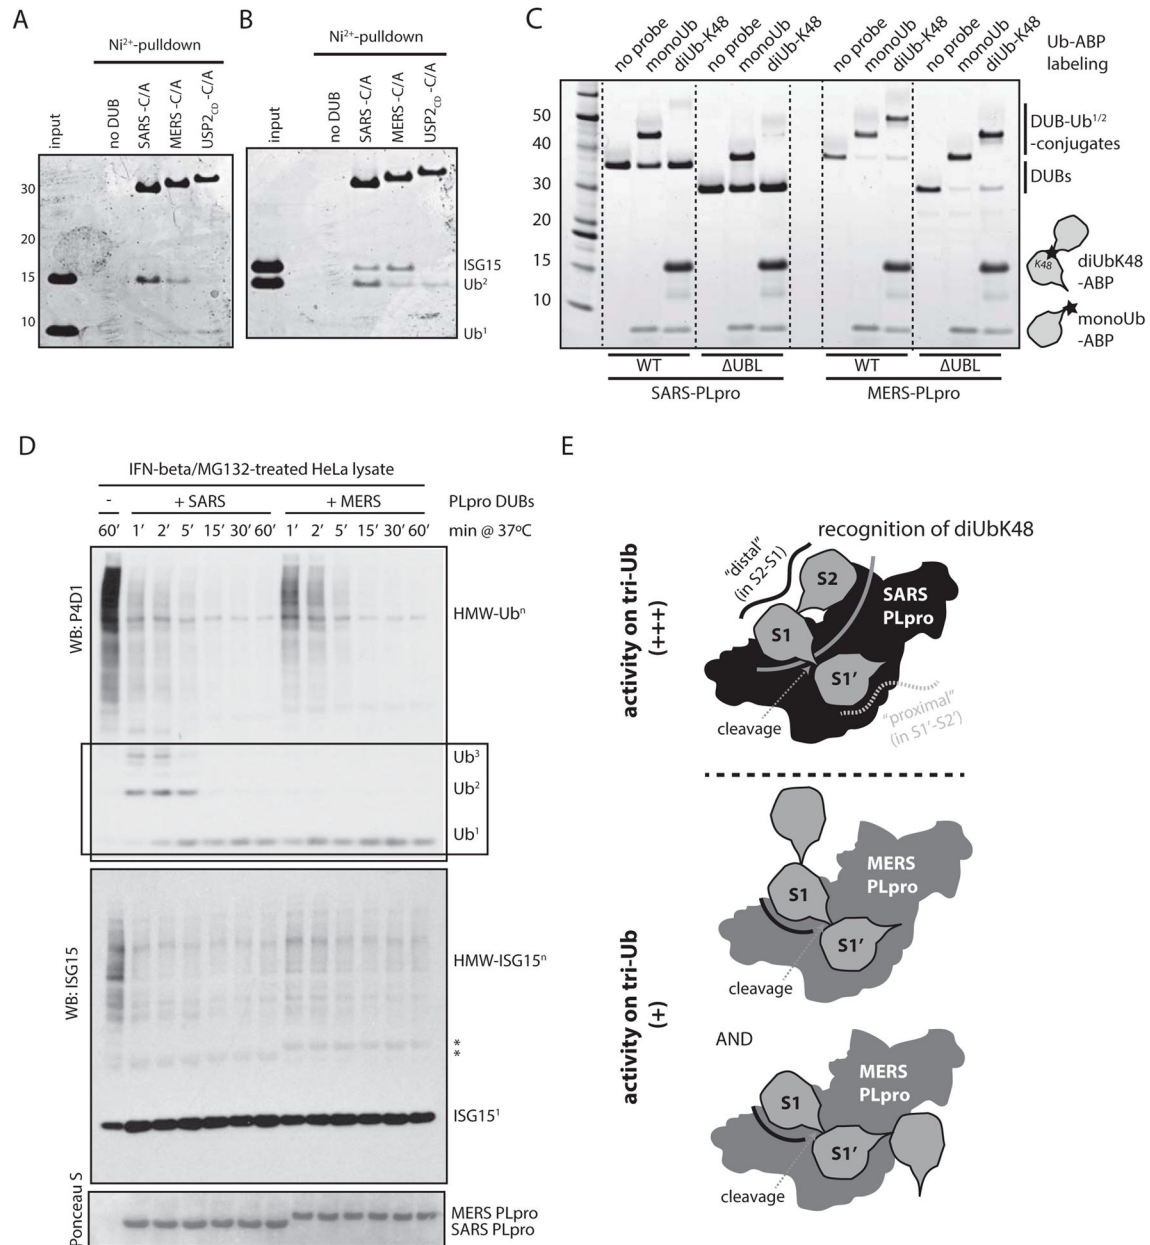 A
Ni²⁺-pulldown
input
no DUB
SARS -C/A
MERS -C/A
USP2CD -C/A
30
20
15
10
B
Ni²⁺-pulldown
input
no DUB
SARS -C/A
MERS -C/A
USP2CD -C/A
ISG15
Ub²
Ub¹
C
no probe
monoUb
diUb-K48
no probe
monoUb
diUb-K48
no probe
monoUb
diUb-K48
no probe
monoUb
diUb-K48
Ub-ABP
labeling
50
40
30
20
15
10
DUB-Ub¹/²
-conjugates
DUBs
K48
diUbK48
-ABP
monoUb
-ABP
WT
ΔUBL
WT
ΔUBL
SARS-PLpro
MERS-PLpro
D
IFN-beta/MG132-treated HeLa lysate
-
+ SARS
+ MERS
PLpro DUBs
60’ 1’ 2’ 5’ 15’ 30’ 60’ 1’ 2’ 5’ 15’ 30’ 60’ min @ 37ºC
WB: P4D1
HMW-Ubⁿ
Ub³
Ub²
Ub¹
WB: ISG15
HMW-ISG15ⁿ
*
*
ISG15¹
Ponceau S
MERS PLpro
SARS PLpro
E
recognition of diUbK48
activity on tri-Ub
(+++)
“distal”
(in S2-S1)
S2
S1
S1’
SARS
PLpro
cleavage
“proximal”
(in S1’-S2’)
activity on tri-Ub
(+)
MERS
PLpro
S1
S1’
cleavage
AND
MERS
PLpro
S1
S1’
cleavage